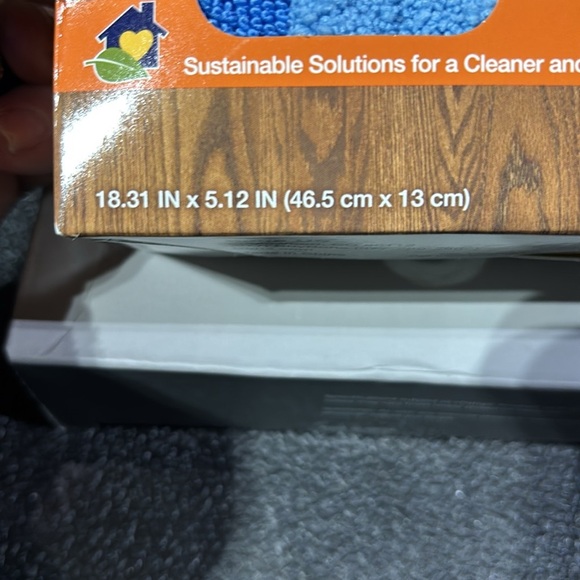 Sustainable Solutions for a Cleaner and
18.31 IN x 5.12 IN (46.5 cm x 13 cm)